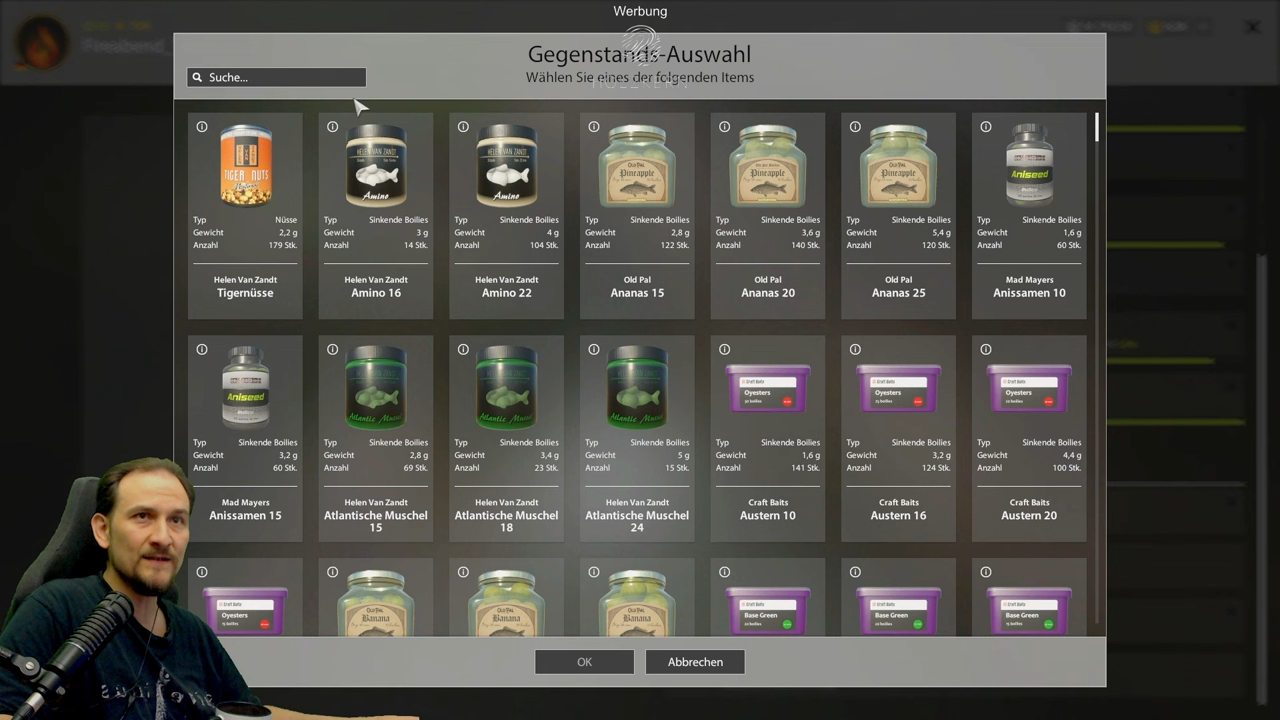 Werbung
Gegenstands-Auswahl
Wählen Sie eines der folgenden Items
Suche...
TIGER NUTS
Typ Nüsse
Gewicht 2,2 g
Anzahl 179 Stk.
Helen Van Zandt
Tigernüsse
HELEN VAN ZANDT
Amino
Typ Sinkende Boilies
Gewicht 3 g
Anzahl 14 Stk.
Helen Van Zandt
Amino 16
HELEN VAN ZANDT
Amino
Typ Sinkende Boilies
Gewicht 4 g
Anzahl 104 Stk.
Helen Van Zandt
Amino 22
OLD PAL
Pineapple
Typ Sinkende Boilies
Gewicht 2,8 g
Anzahl 122 Stk.
Old Pal
Ananas 15
Pineapple
Typ Sinkende Boilies
Gewicht 3,6 g
Anzahl 140 Stk.
Old Pal
Ananas 20
OLD PAL
Pineapple
Typ Sinkende Boilies
Gewicht 5,4 g
Anzahl 120 Stk.
Old Pal
Ananas 25
Aniseed
Typ Sinkende Boilies
Gewicht 1,6 g
Anzahl 60 Stk.
Mad Mayers
Anissamen 10
Aniseed
Typ Sinkende Boilies
Gewicht 3,2 g
Anzahl 60 Stk.
Mad Mayers
Anissamen 15
Atlantic Mussel
Typ Sinkende Boilies
Gewicht 2,8 g
Anzahl 69 Stk.
Helen Van Zandt
Atlantische Muschel
15
Atlantic Mussel
Typ Sinkende Boilies
Gewicht 3,4 g
Anzahl 23 Stk.
Helen Van Zandt
Atlantische Muschel
18
Atlantic Mussel
Typ Sinkende Boilies
Gewicht 5 g
Anzahl 15 Stk.
Helen Van Zandt
Atlantische Muschel
24
Craft Baits
Oyesters
Typ Sinkende Boilies
Gewicht 1,6 g
Anzahl 141 Stk.
Craft Baits
Austern 10
Craft Baits
Oyesters
Typ Sinkende Boilies
Gewicht 3,2 g
Anzahl 124 Stk.
Craft Baits
Austern 16
Craft Baits
Oyesters
Typ Sinkende Boilies
Gewicht 4,4 g
Anzahl 100 Stk.
Craft Baits
Austern 20
Craft Baits
Oyesters
OLD PAL
Banana
OLD PAL
Banana
OLD PAL
Banana
Craft Baits
Base Green
Craft Baits
Base Green
Craft Baits
Base Green
OK
Abbrechen